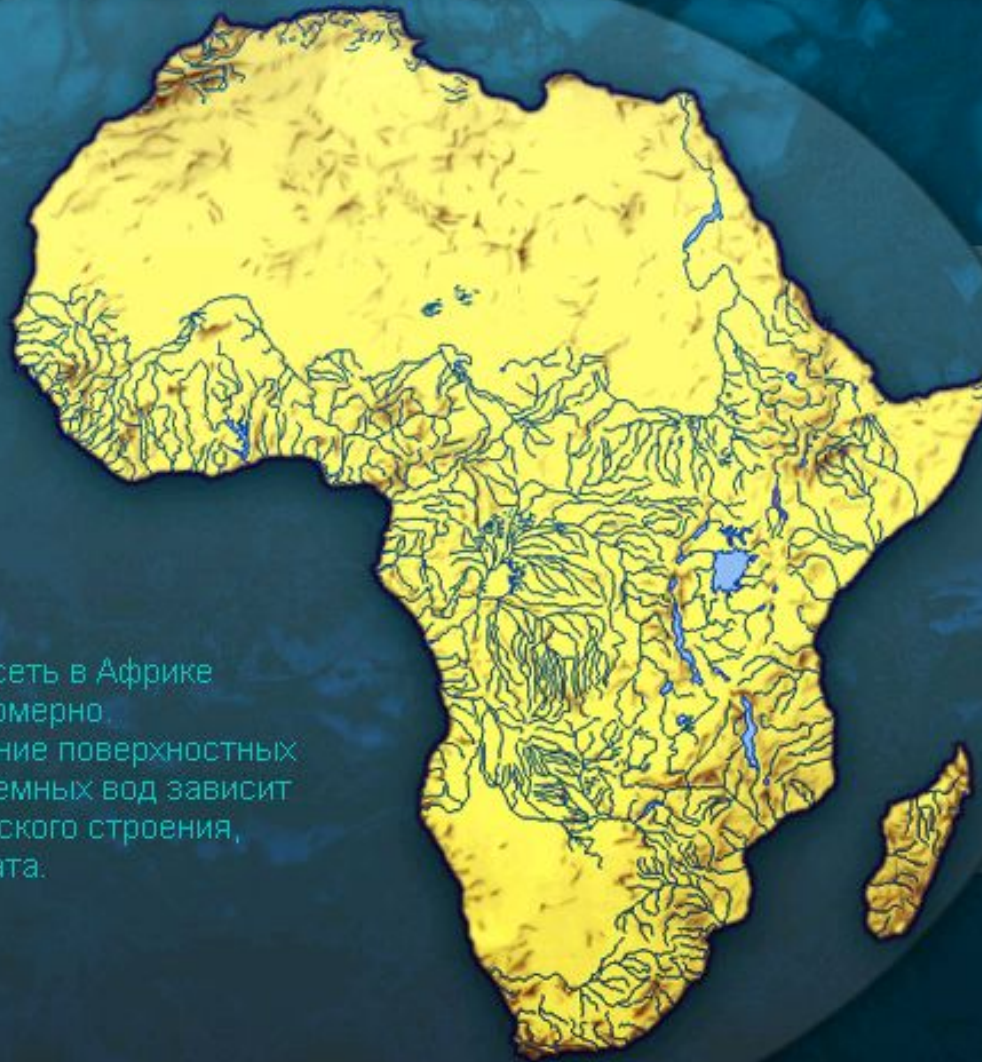 сеть в Африке
омерно.
ние поверхностных
емных вод зависит
ского строения,
ата.